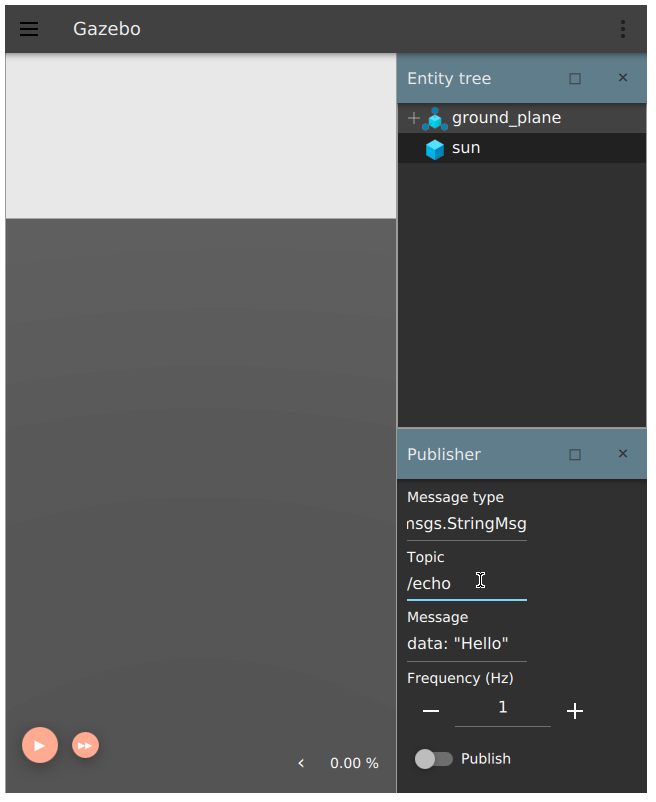 Gazebo
Entity tree
ground_plane
sun
Publisher
Message type
msgs.StringMsg
Topic
/echo
Message
data: "Hello"
Frequency (Hz)
1
Publish
0.00 %